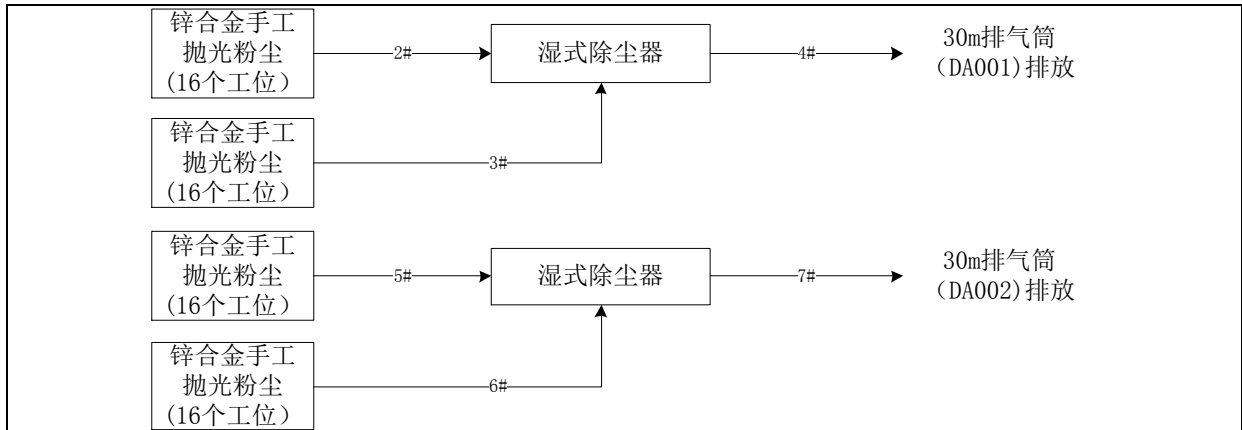 锌合金手工
抛光粉尘
(16个工位）
2#
湿式除尘器
4#
30m排气筒
（DA001)排放
锌合金手工
抛光粉尘
(16个工位）
3#
锌合金手工
抛光粉尘
(16个工位）
5#
湿式除尘器
7#
30m排气筒
（DA002)排放
锌合金手工
抛光粉尘
(16个工位）
6#